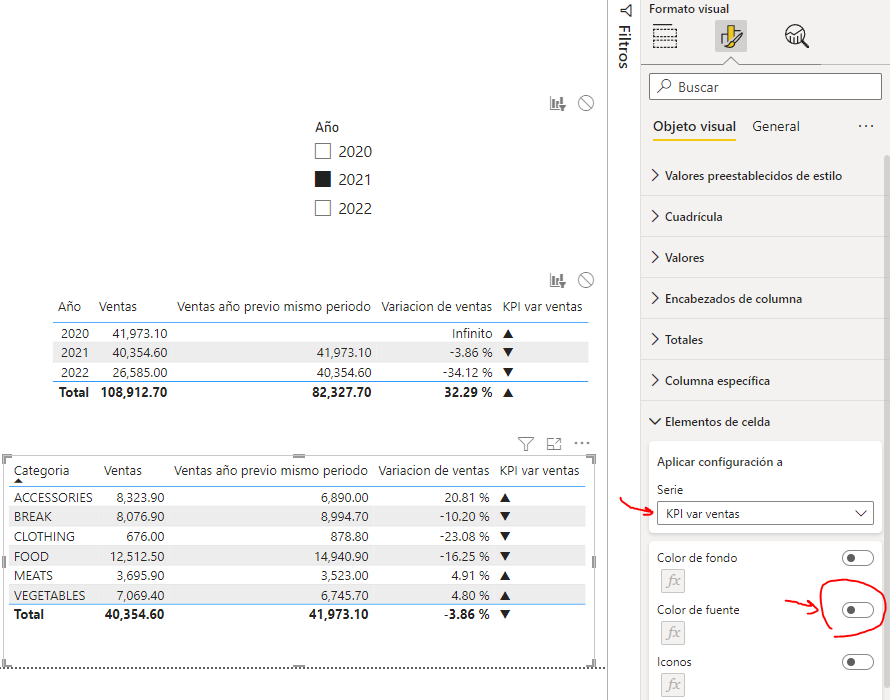 Formato visual
Filtros
Buscar
Objeto visual General ...
Valores preestablecidos de estilo
Cuadrícula
Valores
Encabezados de columna
Totales
Columna específica
Elementos de celda
Aplicar configuración a
Serie
KPI var ventas
Color de fondo
fx
Color de fuente
fx
Iconos
fx
Año
2020
2021
2022
Año Ventas Ventas año previo mismo periodo Variacion de ventas KPI var ventas
2020 41,973.10 Infinito ▲
2021 40,354.60 41,973.10 -3.86 % ▼
2022 26,585.00 40,354.60 -34.12 % ▼
Total 108,912.70 82,327.70 32.29 % ▲
Categoria Ventas Ventas año previo mismo periodo Variacion de ventas KPI var ventas
ACCESSORIES 8,323.90 6,890.00 20.81 % ▲
BREAK 8,076.90 8,994.70 -10.20 % ▼
CLOTHING 676.00 878.80 -23.08 % ▼
FOOD 12,512.50 14,940.90 -16.25 % ▼
MEATS 3,695.90 3,523.00 4.91 % ▲
VEGETABLES 7,069.40 6,745.70 4.80 % ▲
Total 40,354.60 41,973.10 -3.86 % ▼